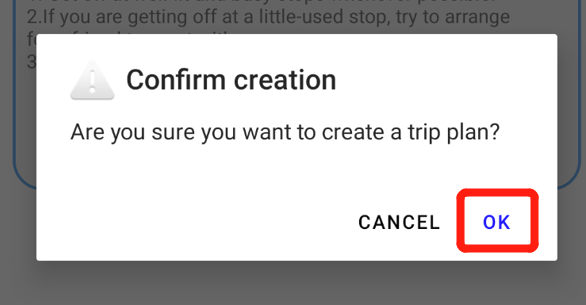 2.If you are getting off at a little-used stop, try to arrange
3
Confirm creation
Are you sure you want to create a trip plan?
CANCEL OK